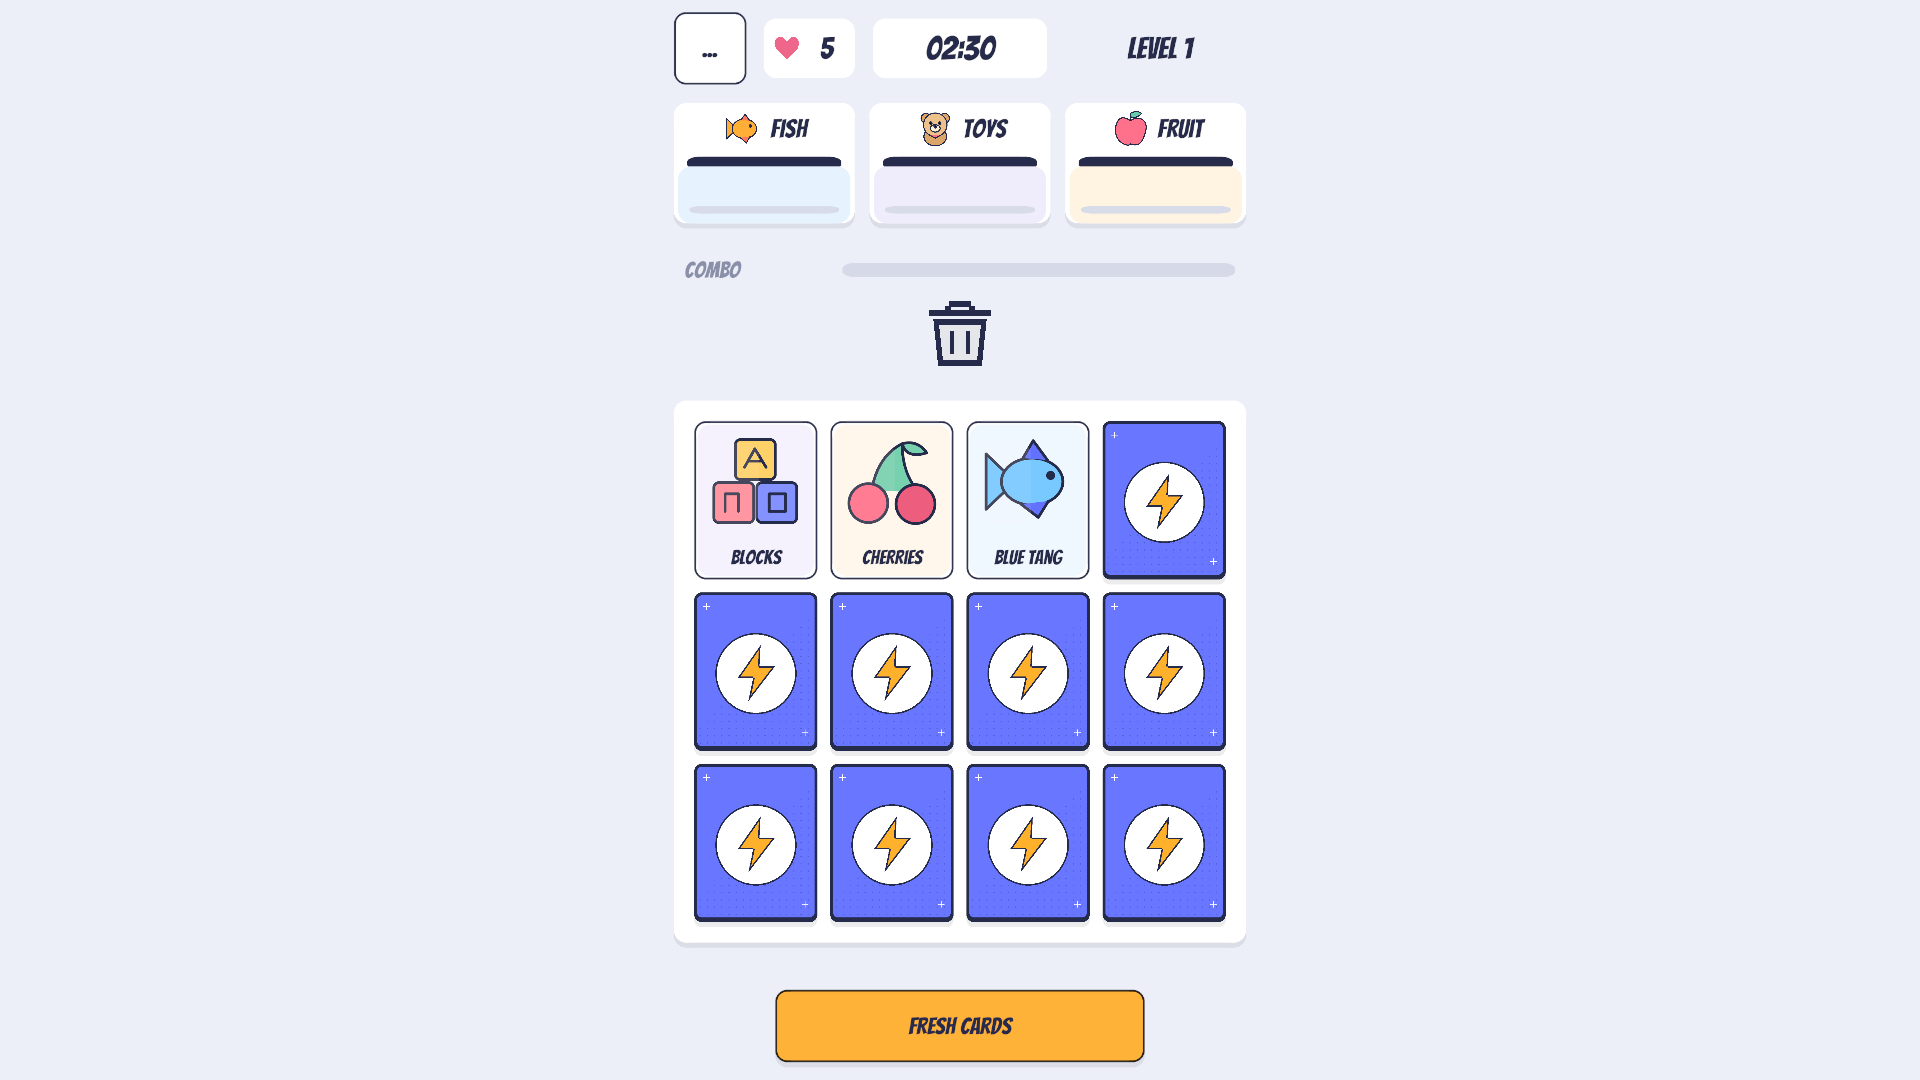 ...
5
02:30
LEVEL 1
FISH
TOYS
FRUIT
COMBO
A
BLOCKS
CHERRIES
BLUE TANG
FRESH CARDS